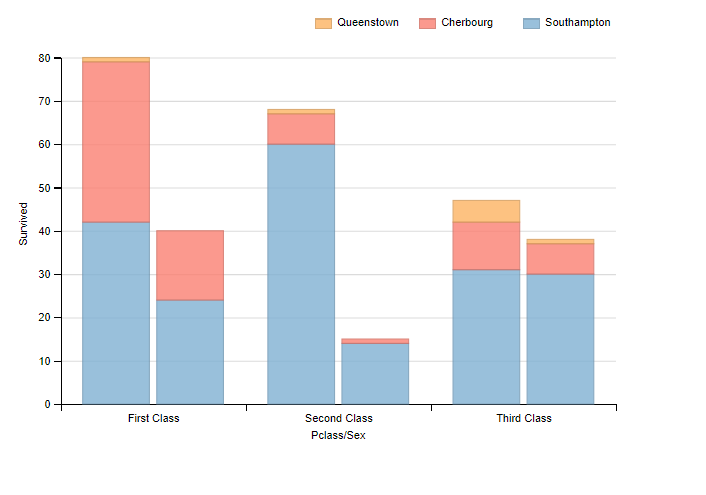 Queenstown Cherbourg Southampton
80
70
60
50
40
30
20
10
0
Survived
First Class Second Class Third Class
Pclass/Sex